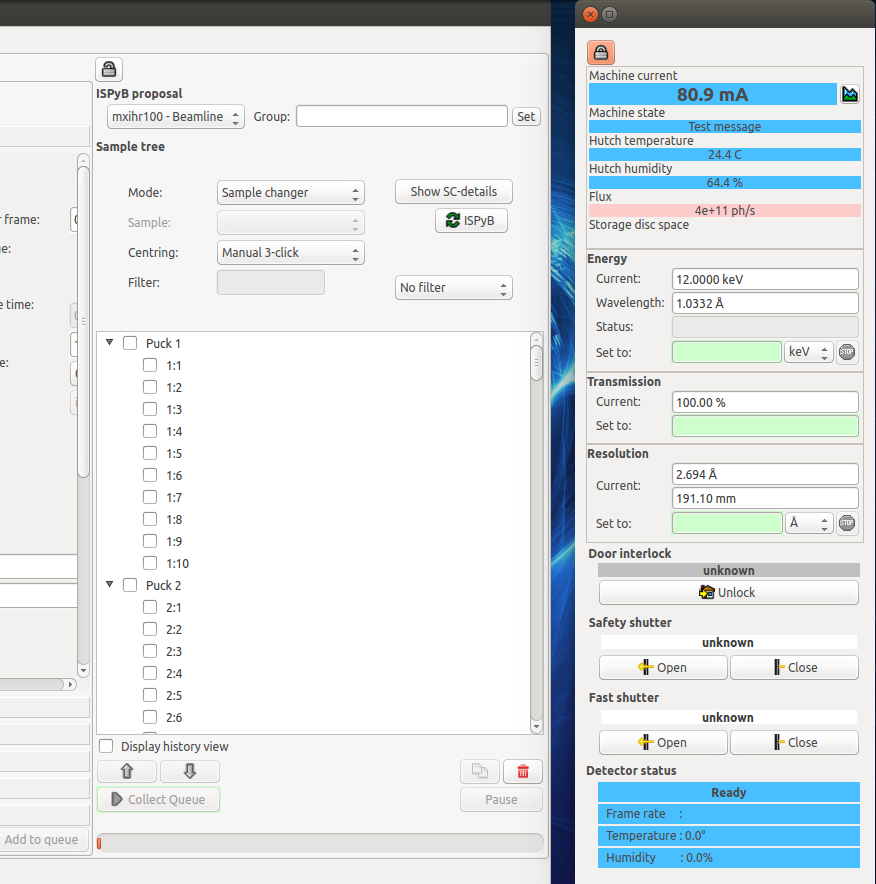 r frame:
e:
e time:
e:
Add to queue
ISPyB proposal
mxihr100 - Beamline
Group:
Set
Sample tree
Mode:
Sample changer
Show SC-details
Sample:
ISPyB
Centring:
Manual 3-click
Filter:
No filter
Puck 1
1:1
1:2
1:3
1:4
1:5
1:6
1:7
1:8
1:9
1:10
Puck 2
2:1
2:2
2:3
2:4
2:5
2:6
Display history view
Collect Queue
Pause
Machine current
80.9 mA
Machine state
Test message
Hutch temperature
24.4 C
Hutch humidity
64.4 %
Flux
4e+11 ph/s
Storage disc space
Energy
Current: 12.0000 keV
Wavelength: 1.0332 Å
Status:
Set to: keV STOP
Transmission
Current: 100.00 %
Set to:
Resolution
Current: 2.694 Å
191.10 mm
Set to: Å STOP
Door interlock
unknown
Unlock
Safety shutter
unknown
Open Close
Fast shutter
unknown
Open Close
Detector status
Ready
Frame rate :
Temperature : 0.0°
Humidity : 0.0%